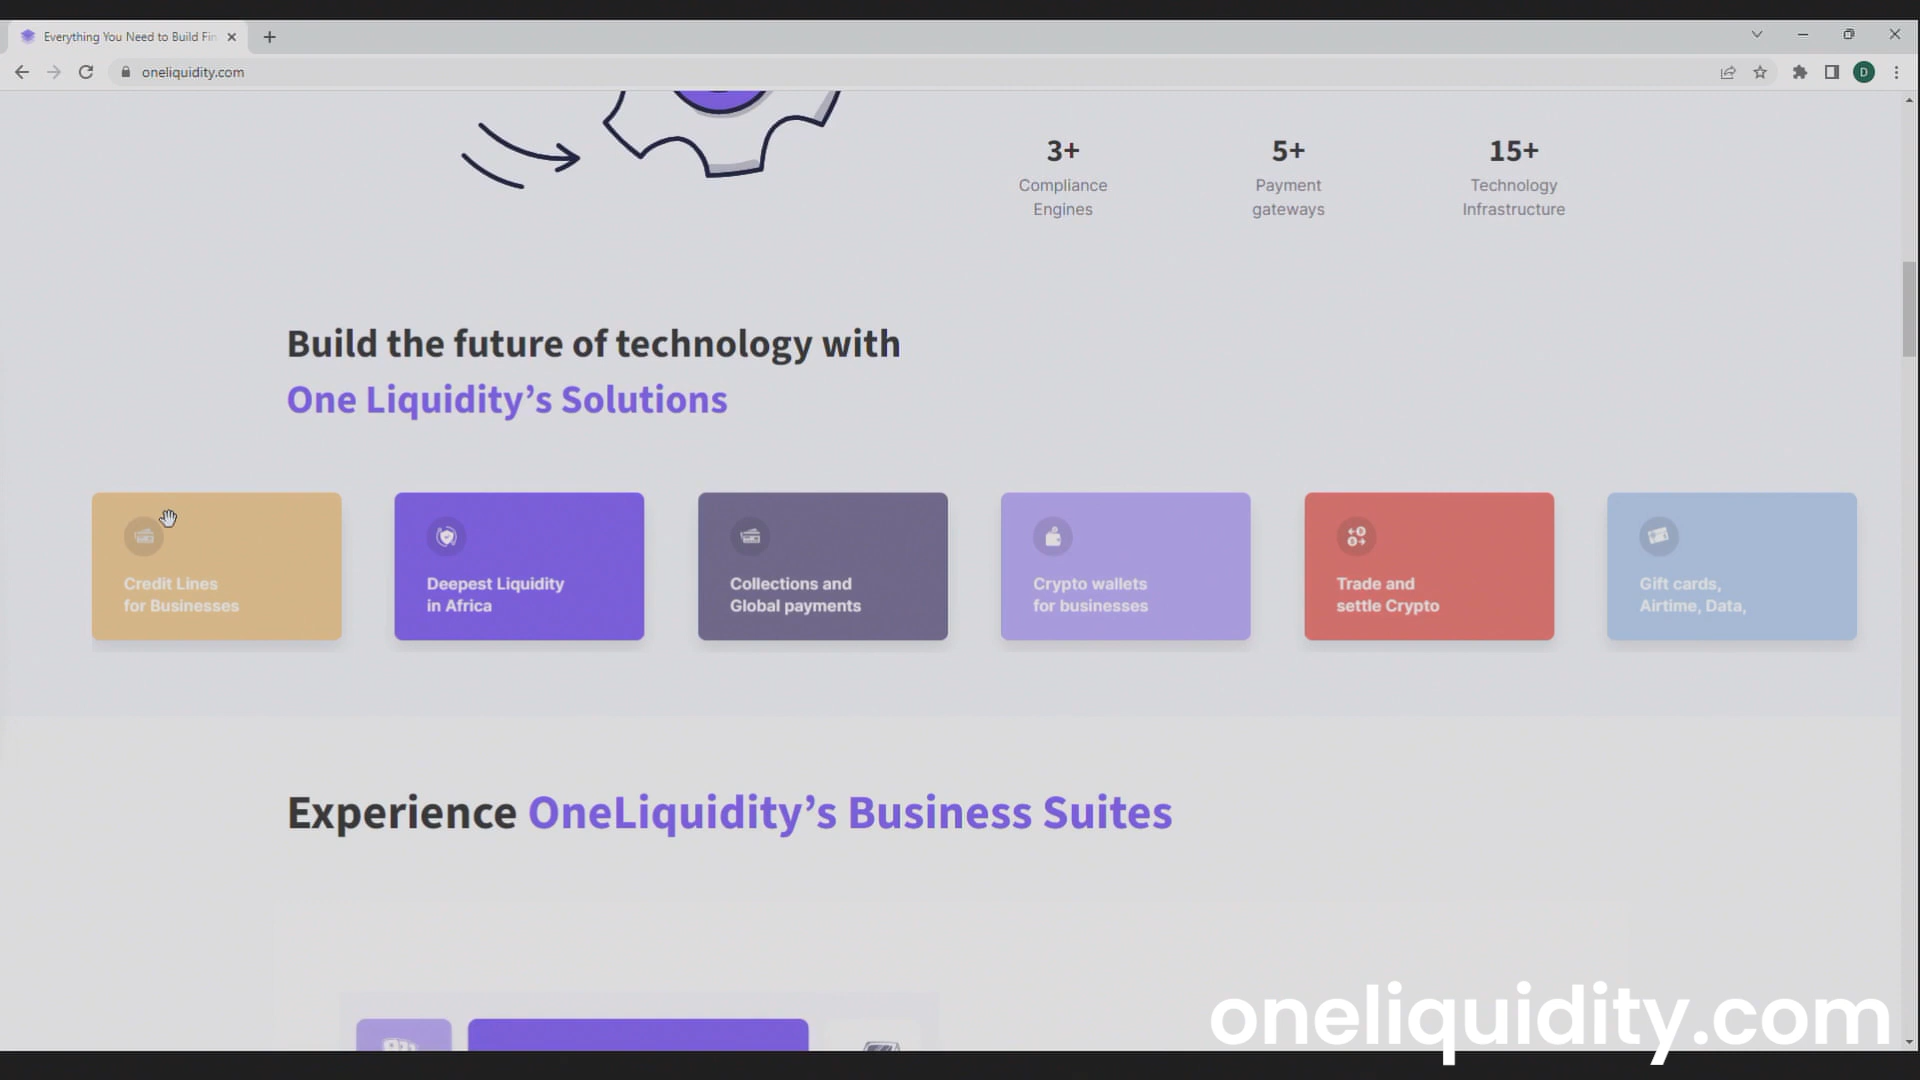 Everything You Need to Build Fin
oneliquidity.com
D
3+
Compliance
Engines
5+
Payment
gateways
15+
Technology
Infrastructure
Build the future of technology with
One Liquidity’s Solutions
Credit Lines
for Businesses
Deepest Liquidity
in Africa
Collections and
Global payments
Crypto wallets
for businesses
Trade and
settle Crypto
Gift cards,
Airtime, Data,
Experience OneLiquidity’s Business Suites
oneliquidity.com